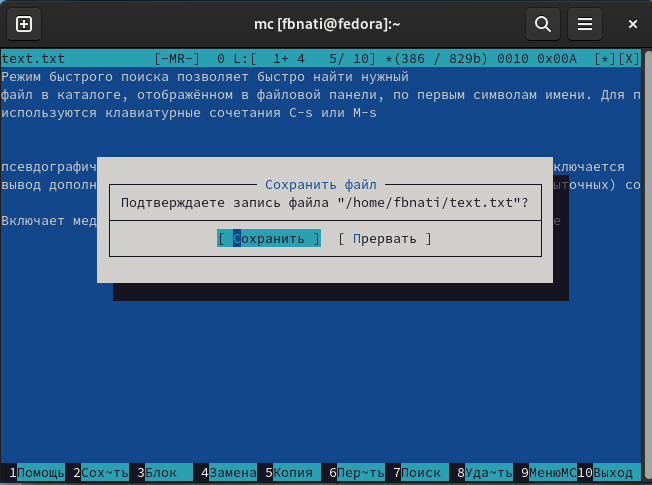 mc [fbnati@fedora]:~
text.txt [-MR-] 0 L:[ 1+ 4 5/ 10] *(386 / 829b) 0010 0x00A [*][X]
Режим быстрого поиска позволяет быстро найти нужный
файл в каталоге, отображённом в файловой панели, по первым символам имени. Для п
используются клавиатурные сочетания C-s или M-s
псевдографич ключается
вывод дополн ыточных) со
Включает мед е
Сохранить файл
Подтверждаете запись файла "/home/fbnati/text.txt"?
[ Сохранить ] [ Прервать ]
1Помощь 2Сох~ть 3Блок 4Замена 5Копия 6Пер~ть 7Поиск 8Уда~ть 9МенюMC 10Выход